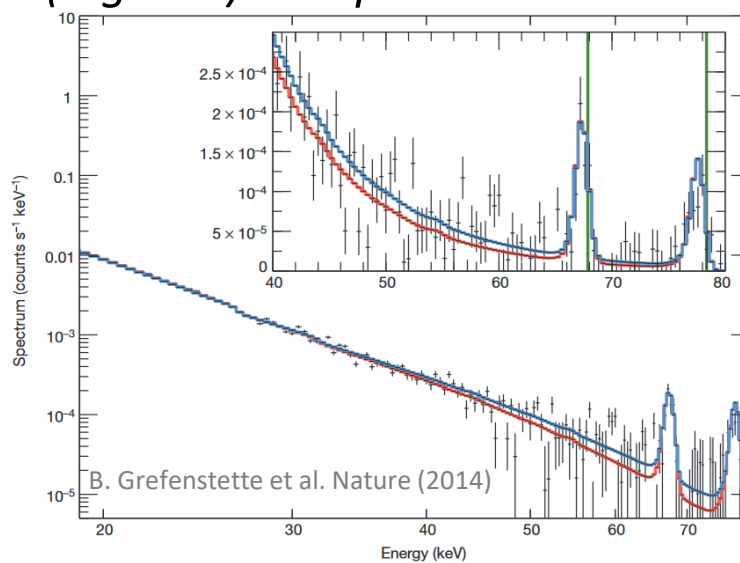 10
1
0.1
0.01
10⁻³
10⁻⁴
10⁻⁵
Spectrum (counts s⁻¹ keV⁻¹)
2.5 × 10⁻⁴
2 × 10⁻⁴
1.5 × 10⁻⁴
10⁻⁴
5 × 10⁻⁵
0
40 50 60 70 80
B. Grefenstette et al. Nature (2014)
20 30 40 50 60 70
Energy (keV)